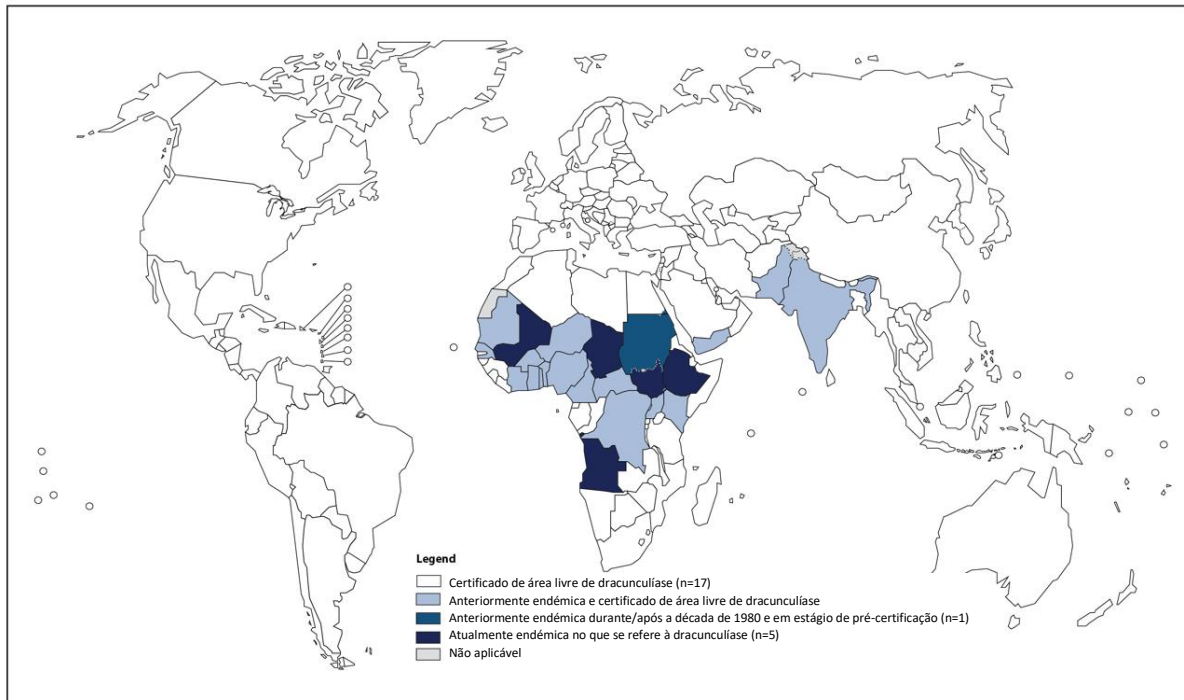 Legend
Certificado de área livre de dracunculíase (n=17)
Anteriormente endémica e certificado de área livre de dracunculíase
Anteriormente endémica durante/após a década de 1980 e em estágio de pré-certificação (n=1)
Atualmente endémica no que se refere à dracunculíase (n=5)
Não aplicável